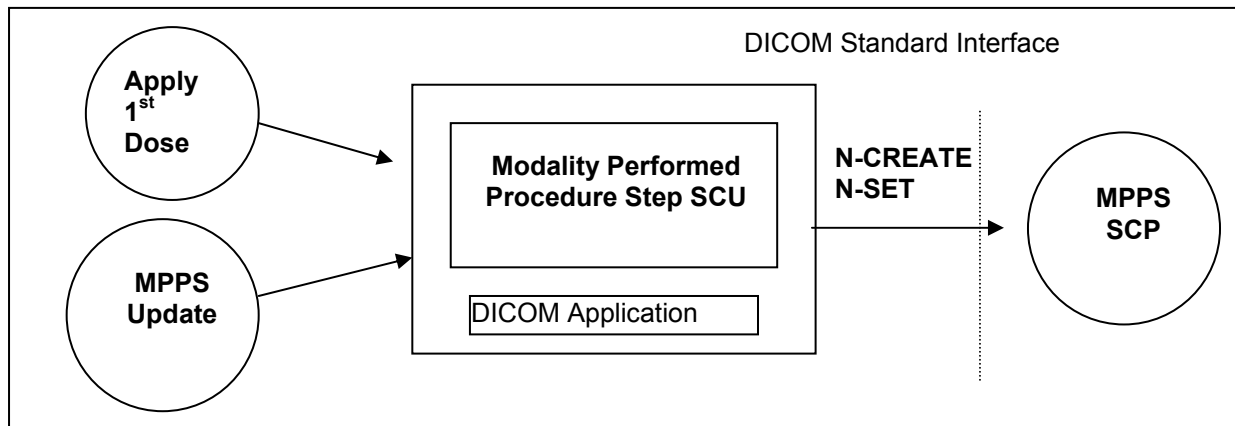 DICOM Standard Interface
Apply
1st
Dose
MPPS
Update
Modality Performed
Procedure Step SCU
DICOM Application
N-CREATE
N-SET
MPPS
SCP